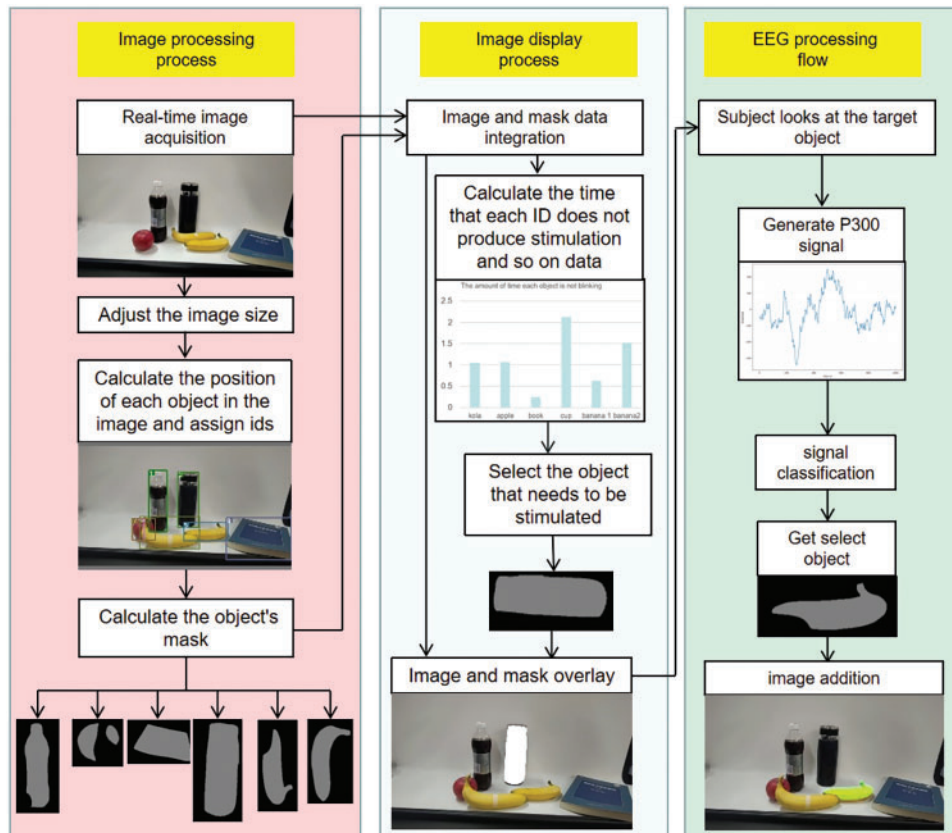 Image processing
process
Real-time image
acquisition
Adjust the image size
Calculate the position
of each object in the
image and assign ids
Calculate the object's
mask
Image display
process
Image and mask data
integration
Calculate the time
that each ID does not
produce stimulation
and so on data
The amount of time each object is not blinking
2.5
2
1.5
1
0.5
0
kola apple book cup banana 1 banana2
Select the object
that needs to be
stimulated
Image and mask overlay
EEG processing
flow
Subject looks at the target
object
Generate P300
signal
signal
classification
Get select
object
image addition